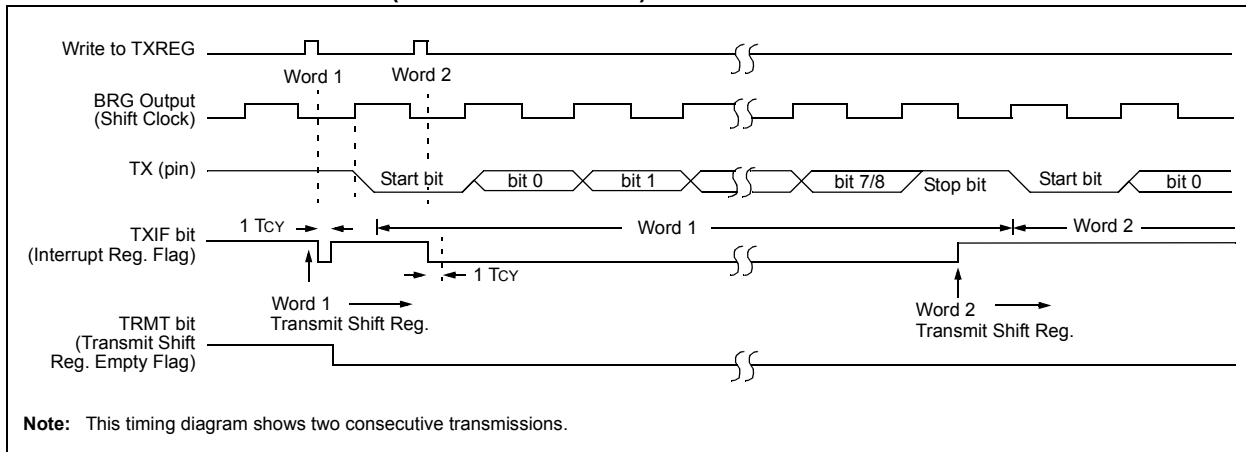 Write to TXREG
Word 1
Word 2
BRG Output
(Shift Clock)
TX (pin)
Start bit
bit 0
bit 1
bit 7/8
Stop bit
Start bit
bit 0
1 TCY
Word 1
Word 2
TXIF bit
(Interrupt Reg. Flag)
1 TCY
Word 1
Transmit Shift Reg.
Word 2
Transmit Shift Reg.
TRMT bit
(Transmit Shift
Reg. Empty Flag)
Note: This timing diagram shows two consecutive transmissions.